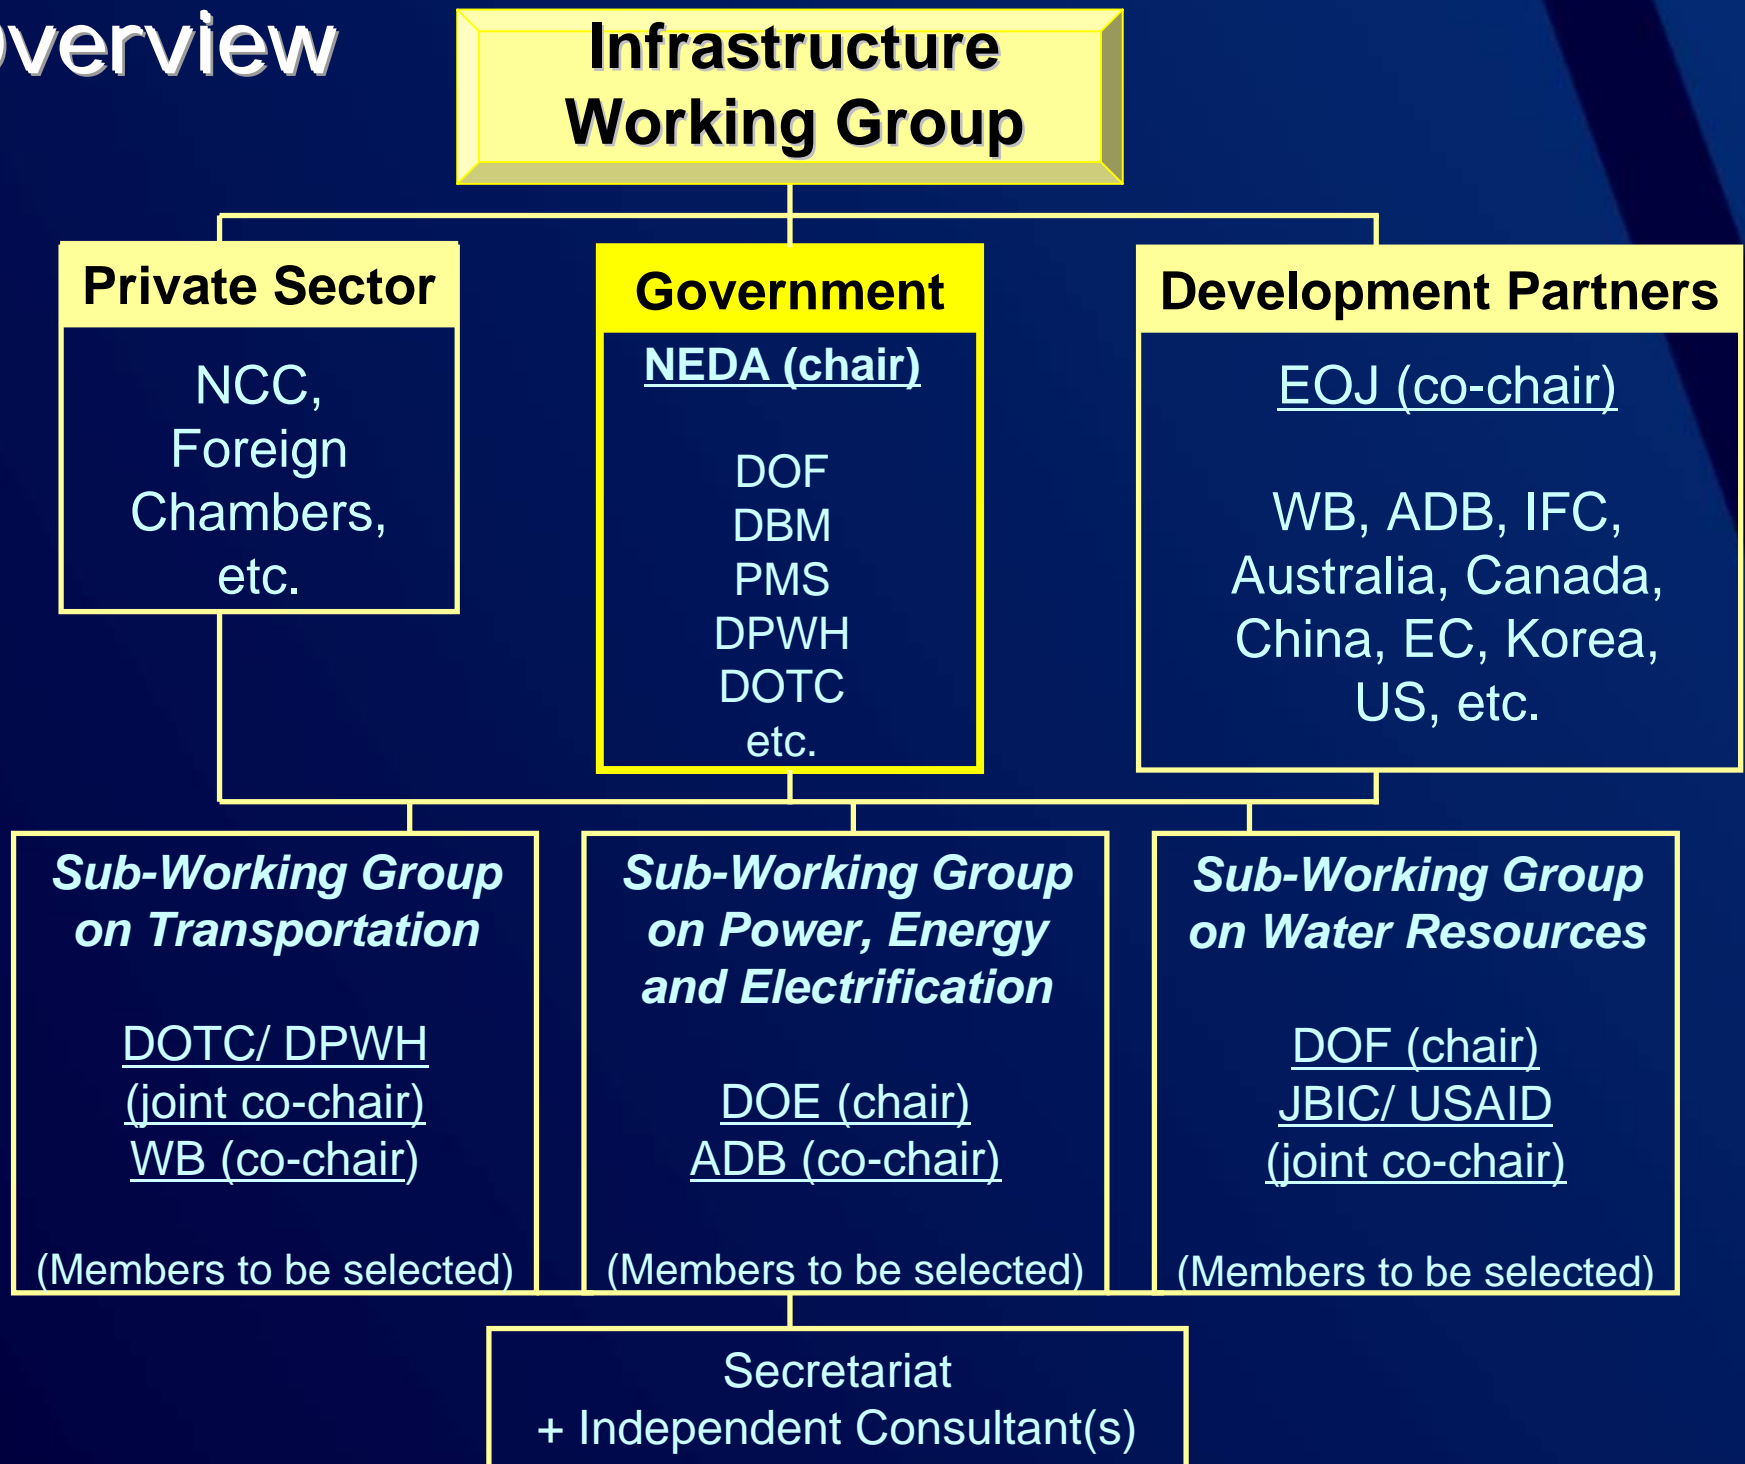 Overview
Infrastructure
Working Group
Private Sector
NCC,
Foreign
Chambers,
etc.
Government
NEDA (chair)
DOF
DBM
PMS
DPWH
DOTC
etc.
Development Partners
EOJ (co-chair)
WB, ADB, IFC,
Australia, Canada,
China, EC, Korea,
US, etc.
Sub-Working Group
on Transportation
DOTC/ DPWH
(joint co-chair)
WB (co-chair)
(Members to be selected)
Sub-Working Group
on Power, Energy
and Electrification
DOE (chair)
ADB (co-chair)
(Members to be selected)
Sub-Working Group
on Water Resources
DOF (chair)
JBIC/ USAID
(joint co-chair)
(Members to be selected)
Secretariat
+ Independent Consultant(s)